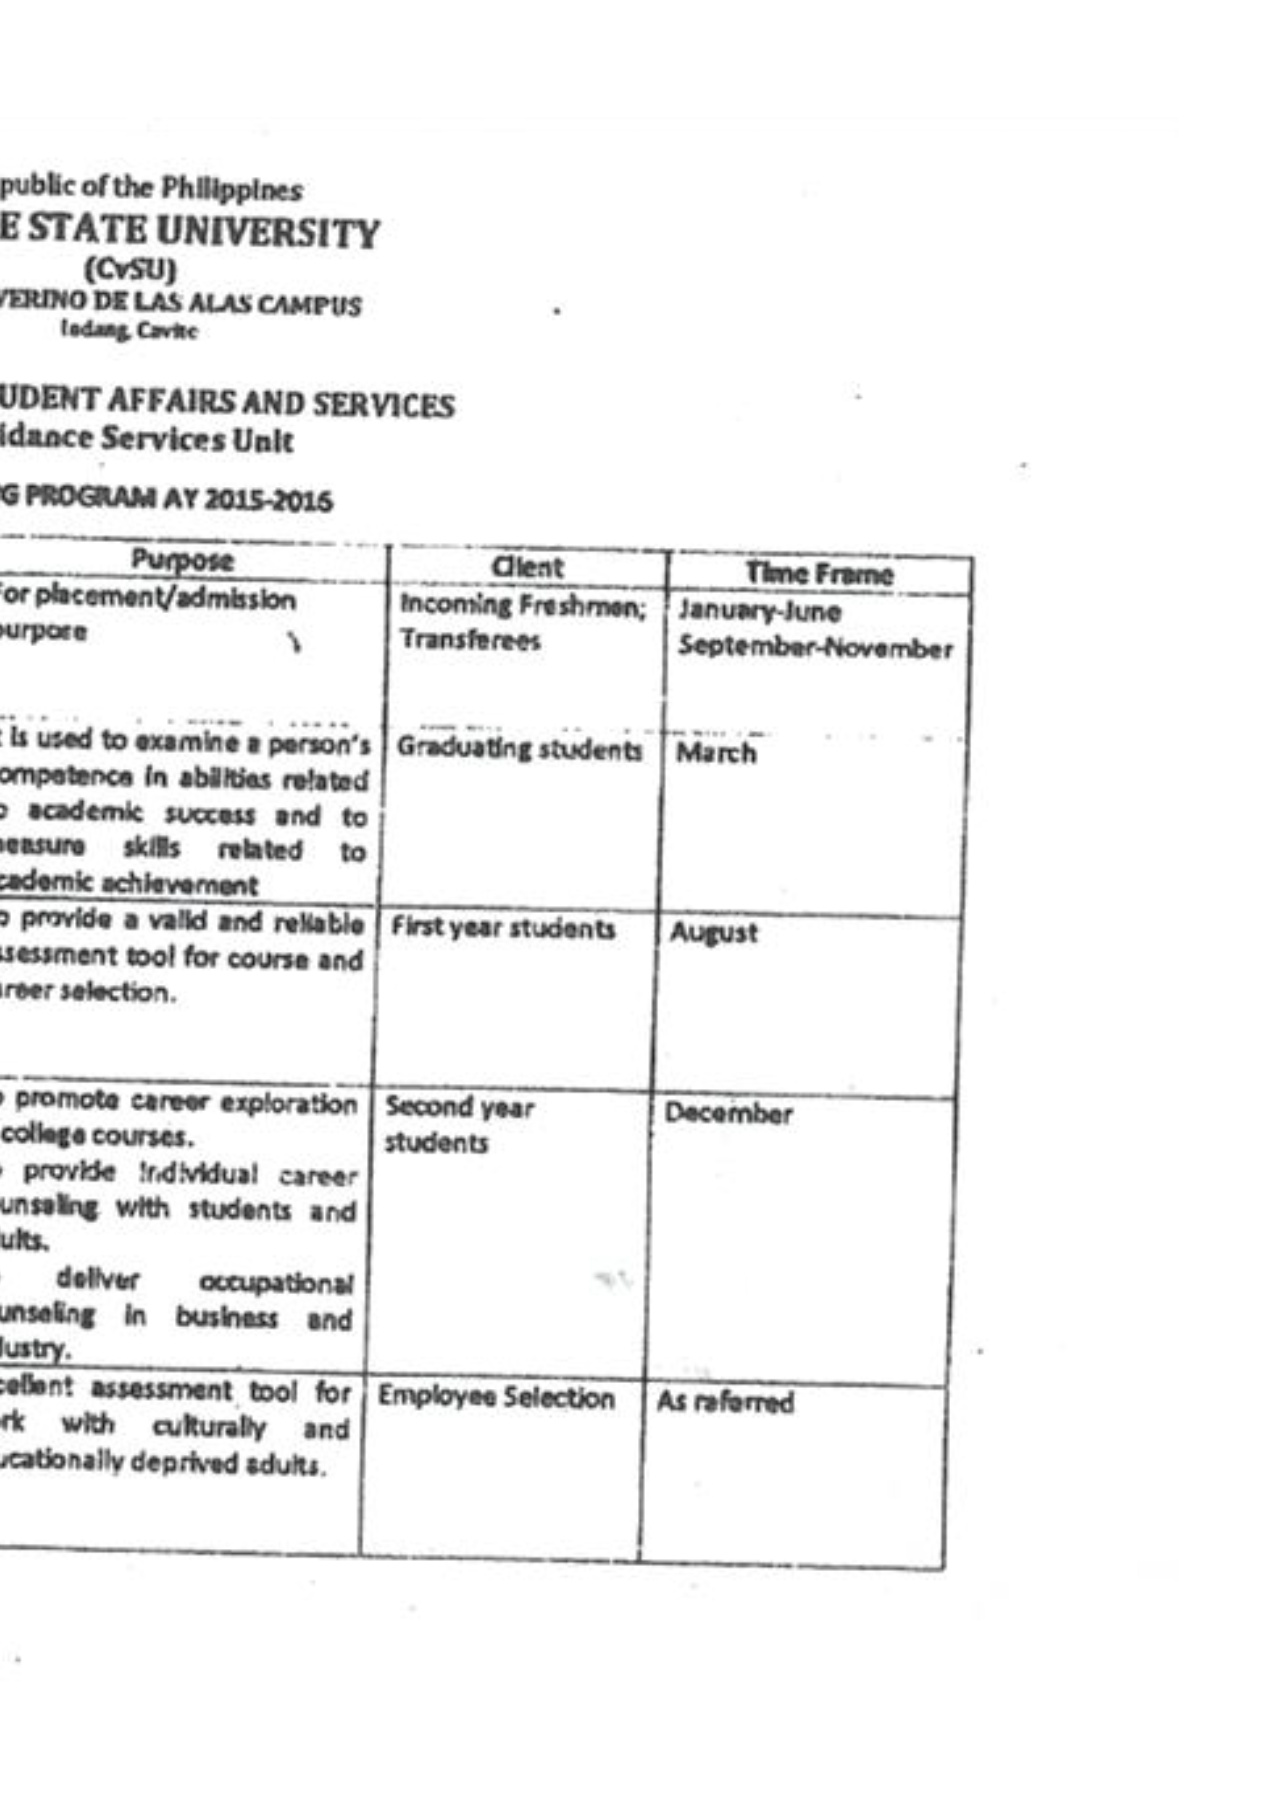 public of the Philippines
E STATE UNIVERSITY
(CvSU)
VERINO DE LAS ALAS CAMPUS
Indang, Cavite
UDENT AFFAIRS AND SERVICES
idance Services Unit
G PROGRAM AY 2015-2016
Purpose Client Time Frame
or placement/admission Incoming Freshmen; January-June
purpose Transferees September-November
is used to examine a person's Graduating students March
ompetence in abilities related
o academic success and to
easure skills related to
cademic achievement
o provide a valid and reliable First year students August
ssessment tool for course and
reer selection.
o promote career exploration Second year December
college courses. students
provide individual career
unseling with students and
ults.
deliver occupational
unseling in business and
dustry.
cellent assessment tool for Employee Selection As referred
rk with culturally and
ucationally deprived adults.